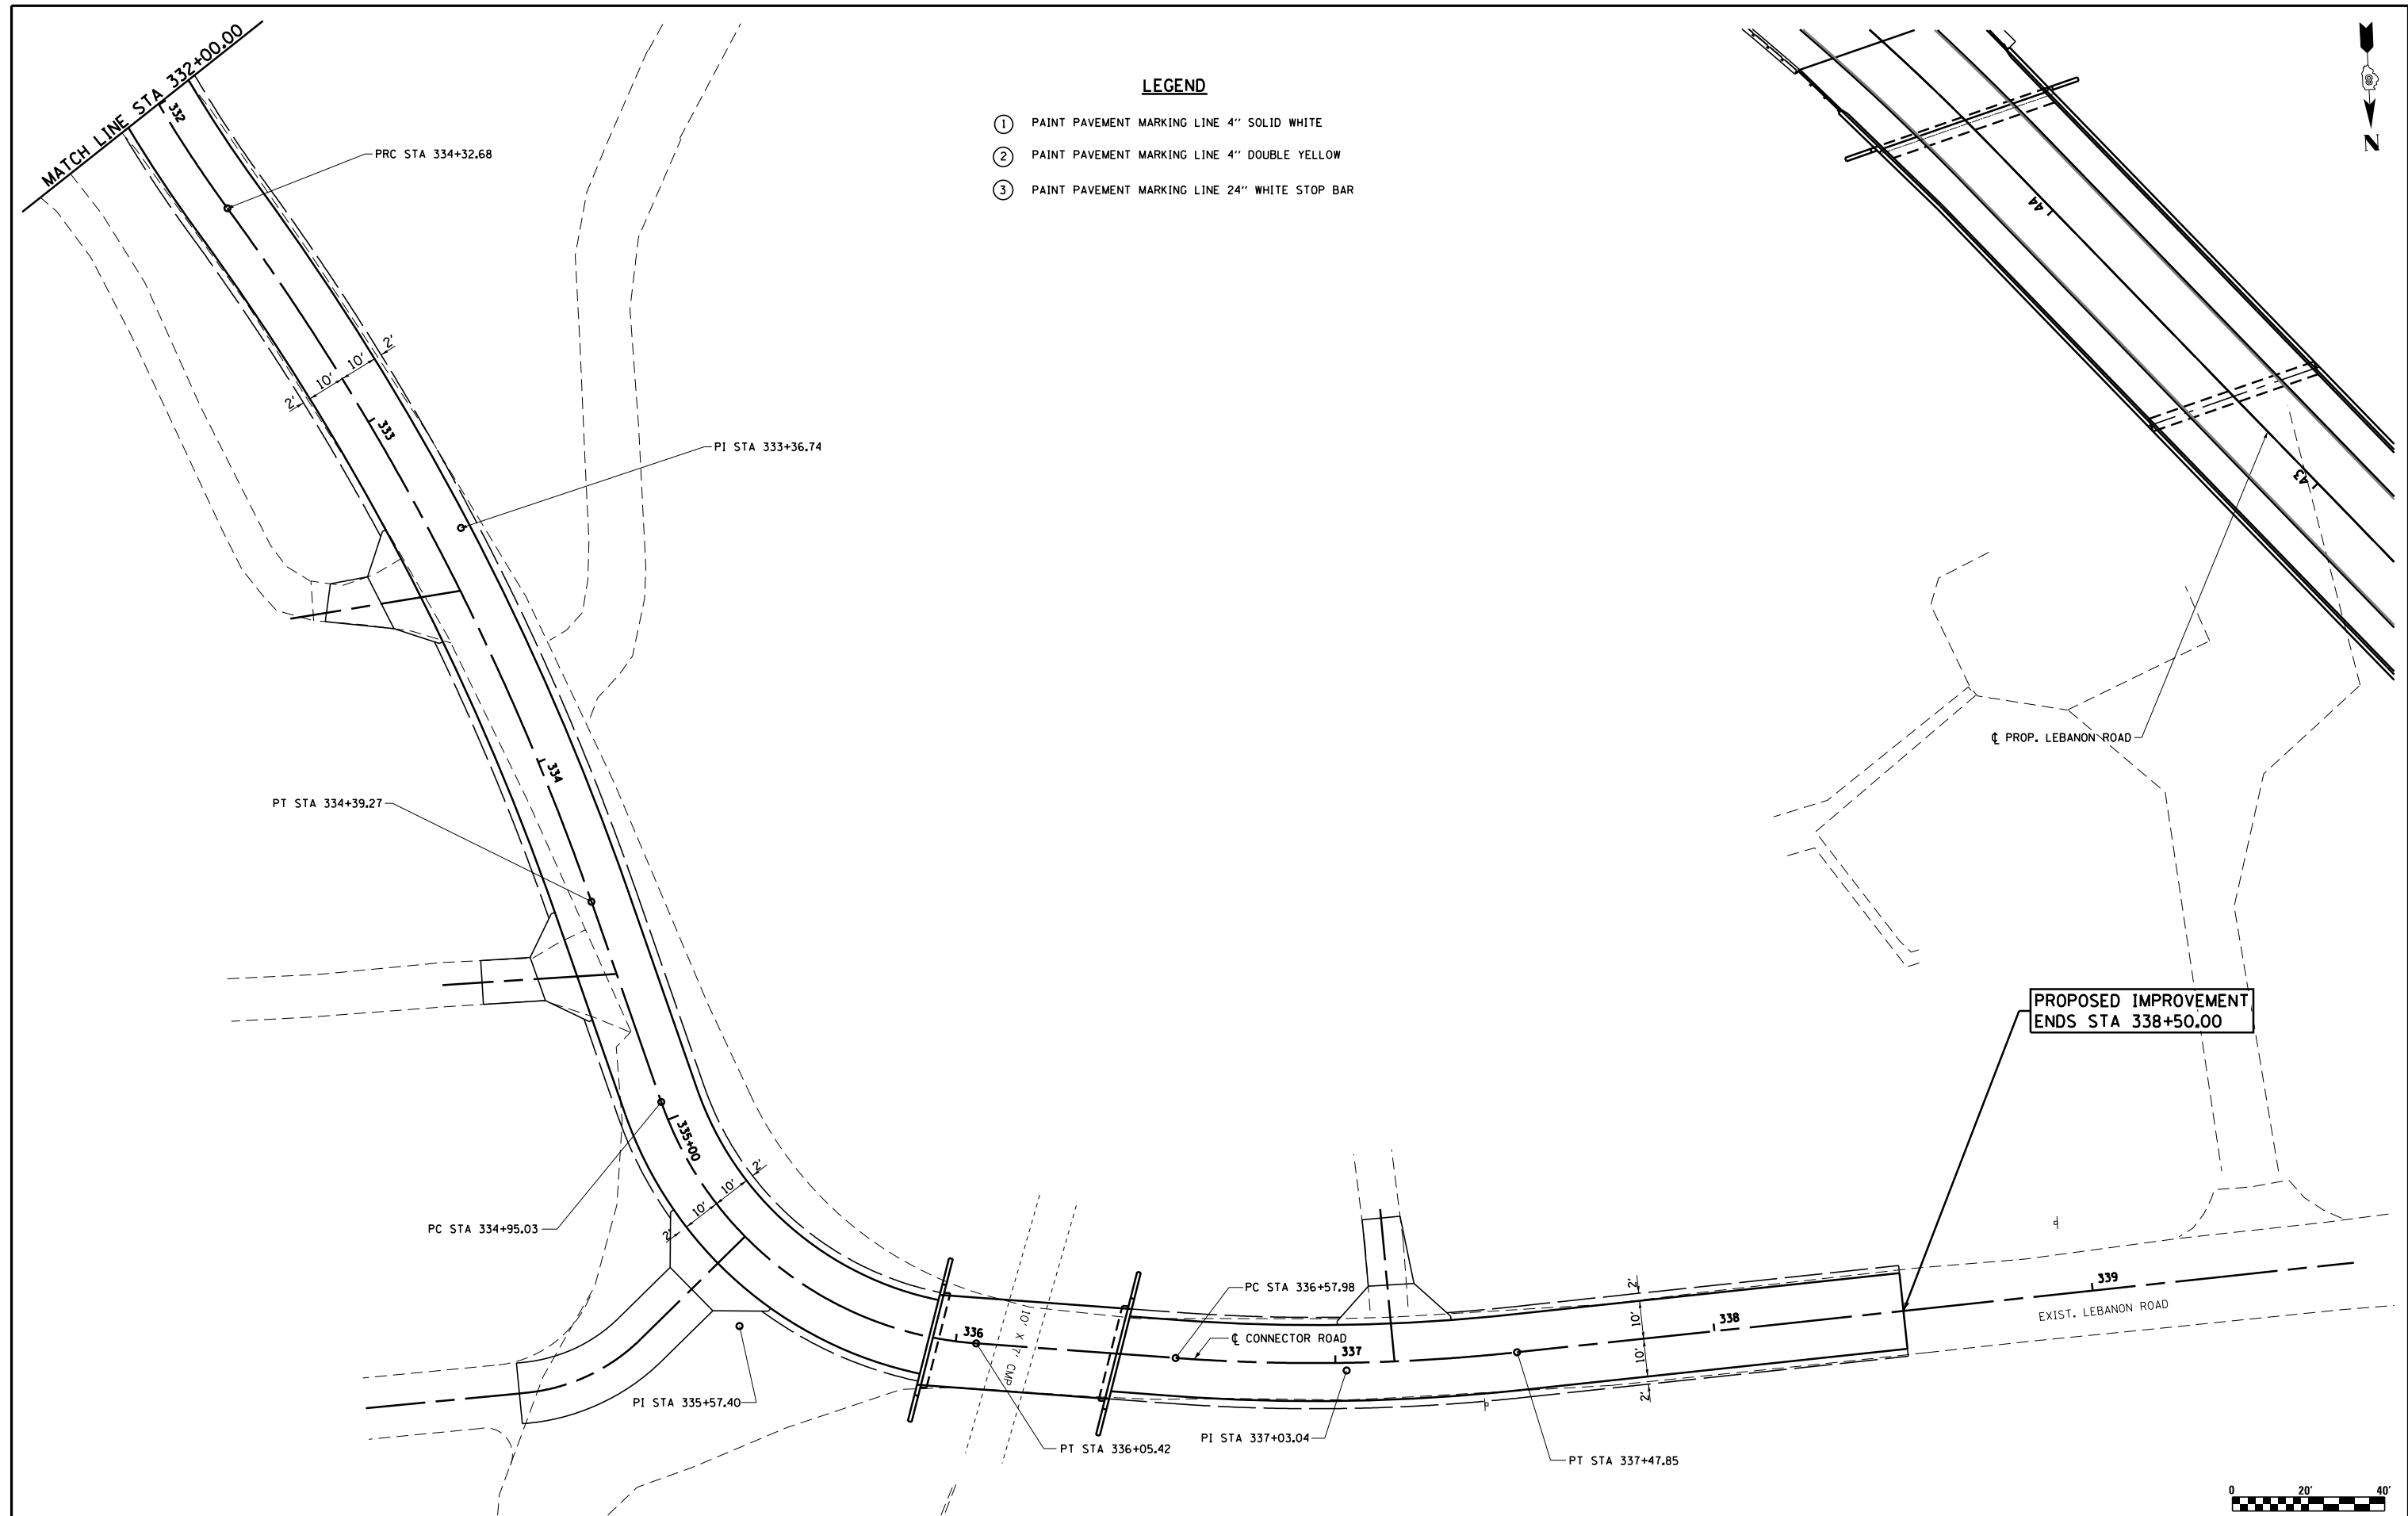 MATCH LINE STA 332+00.00
332
PRC STA 334+32.68
LEGEND
1 PAINT PAVEMENT MARKING LINE 4'' SOLID WHITE
2 PAINT PAVEMENT MARKING LINE 4'' DOUBLE YELLOW
3 PAINT PAVEMENT MARKING LINE 24'' WHITE STOP BAR
N
44
2'
10'
10'
2'
333
PI STA 333+36.74
43
℄ PROP. LEBANON ROAD
334
PT STA 334+39.27
PROPOSED IMPROVEMENT
ENDS STA 338+50.00
335+00
2'
10'
10'
2'
PC STA 334+95.03
PC STA 336+57.98
10' X 7' CMP
336
℄ CONNECTOR ROAD
337
2'
10'
10'
2'
338
339
EXIST. LEBANON ROAD
PI STA 335+57.40
PT STA 336+05.42
PI STA 337+03.04
PT STA 337+47.85
0 20' 40'